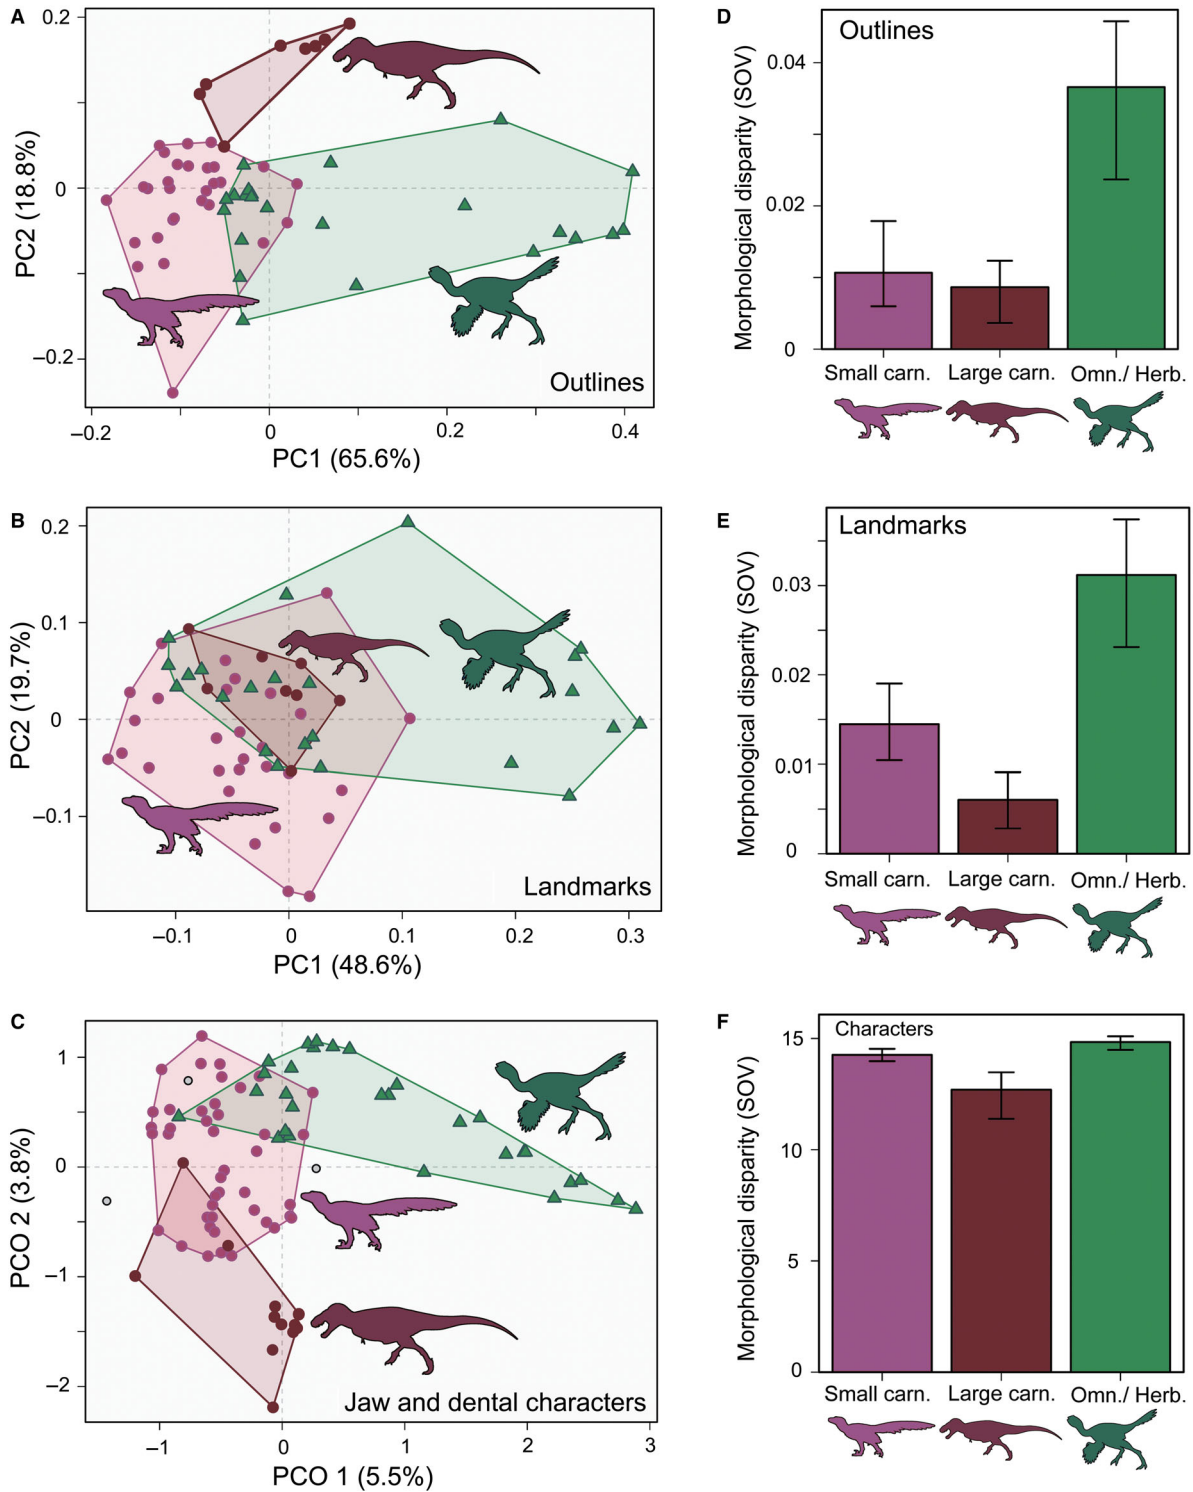 A
0.2
0
−0.2
PC2 (18.8%)
Outlines
−0.2
0
0.2
0.4
PC1 (65.6%)
D
Outlines
0.04
0.02
0
Morphological disparity (SOV)
Small carn.
Large carn.
Omn./ Herb.
B
0.2
0.1
0
−0.1
PC2 (19.7%)
Landmarks
−0.1
0
0.1
0.2
0.3
PC1 (48.6%)
E
Landmarks
0.03
0.02
0.01
0
Morphological disparity (SOV)
Small carn.
Large carn.
Omn./ Herb.
C
1
0
−1
−2
PCO 2 (3.8%)
Jaw and dental characters
−1
0
1
2
3
PCO 1 (5.5%)
F
Characters
15
10
5
0
Morphological disparity (SOV)
Small carn.
Large carn.
Omn./ Herb.